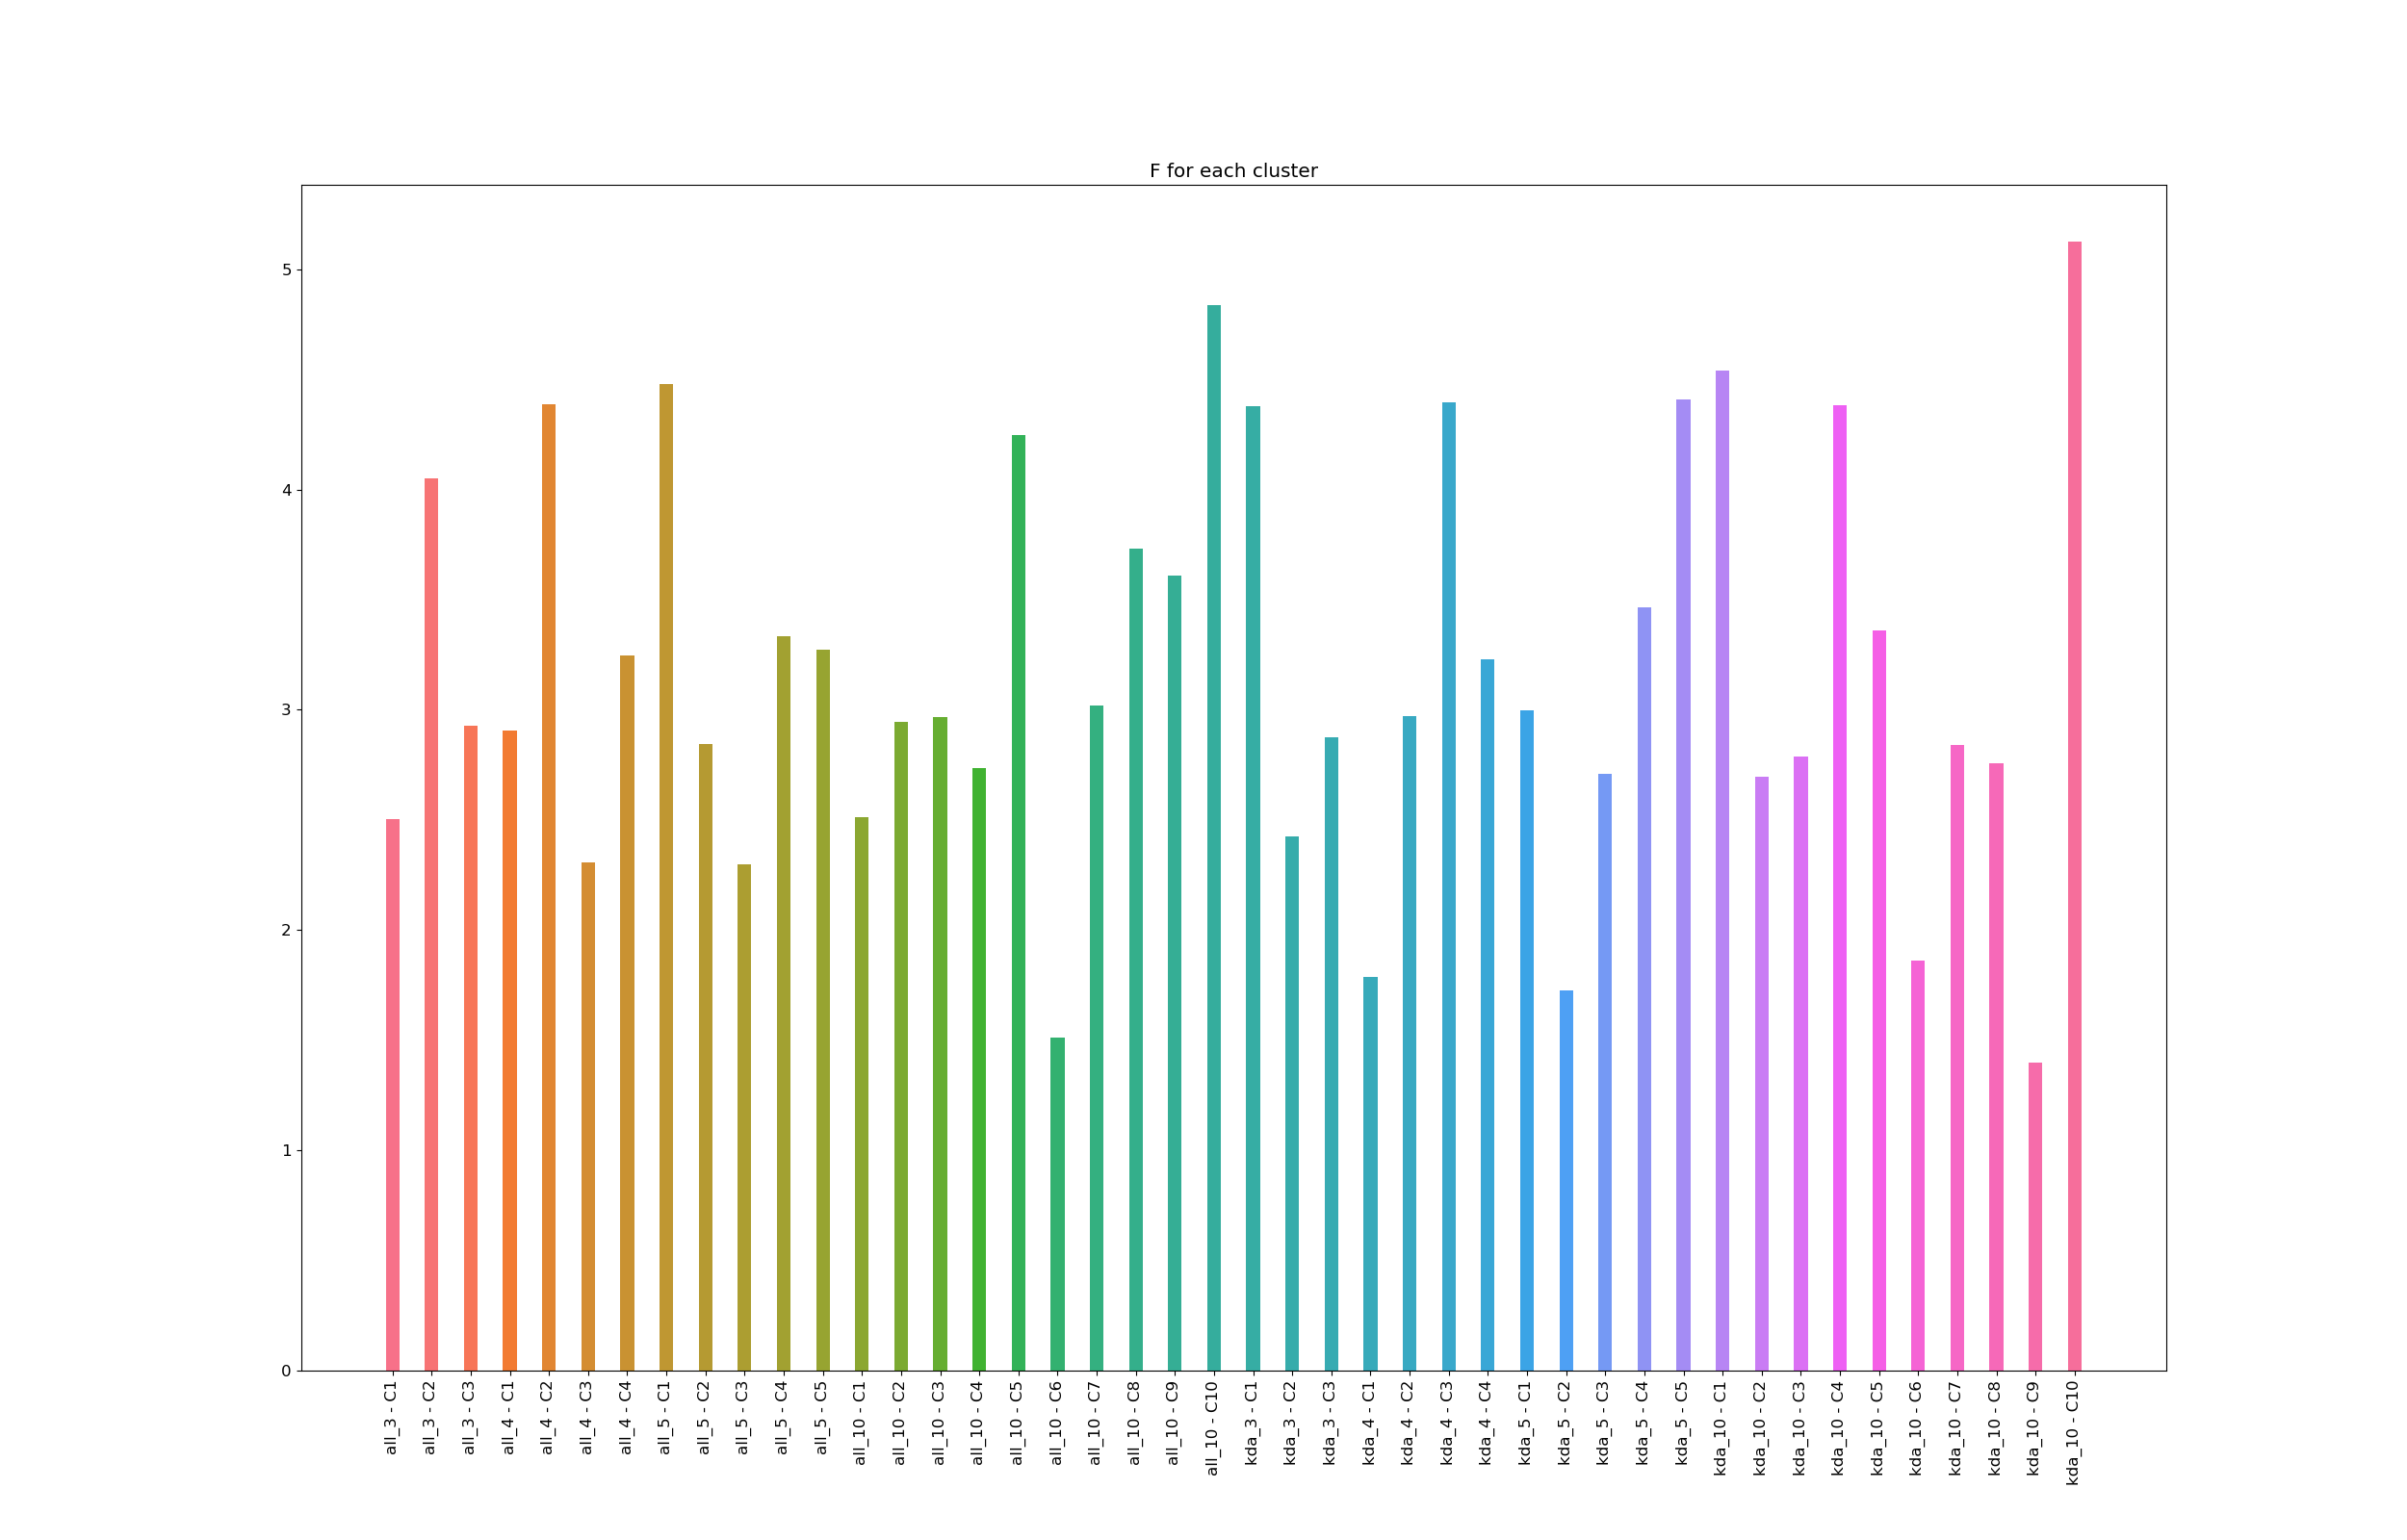 F for each cluster
5
4
3
2
1
0
all_3 - C1
all_3 - C2
all_3 - C3
all_4 - C1
all_4 - C2
all_4 - C3
all_4 - C4
all_5 - C1
all_5 - C2
all_5 - C3
all_5 - C4
all_5 - C5
all_10 - C1
all_10 - C2
all_10 - C3
all_10 - C4
all_10 - C5
all_10 - C6
all_10 - C7
all_10 - C8
all_10 - C9
all_10 - C10
kda_3 - C1
kda_3 - C2
kda_3 - C3
kda_4 - C1
kda_4 - C2
kda_4 - C3
kda_4 - C4
kda_5 - C1
kda_5 - C2
kda_5 - C3
kda_5 - C4
kda_5 - C5
kda_10 - C1
kda_10 - C2
kda_10 - C3
kda_10 - C4
kda_10 - C5
kda_10 - C6
kda_10 - C7
kda_10 - C8
kda_10 - C9
kda_10 - C10